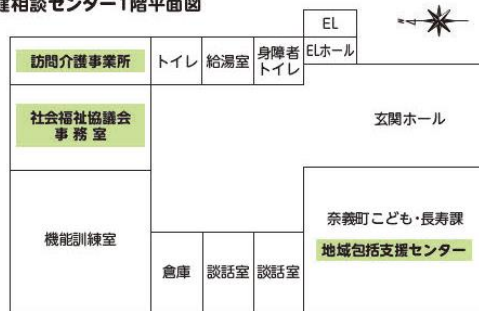 相談センター1階平面図
EL
訪問介護事業所
トイレ
給湯室
身障者
トイレ
ELホール
社会福祉協議会
事務室
玄関ホール
機能訓練室
奈義町こども・長寿課
地域包括支援センター
倉庫
談話室
談話室